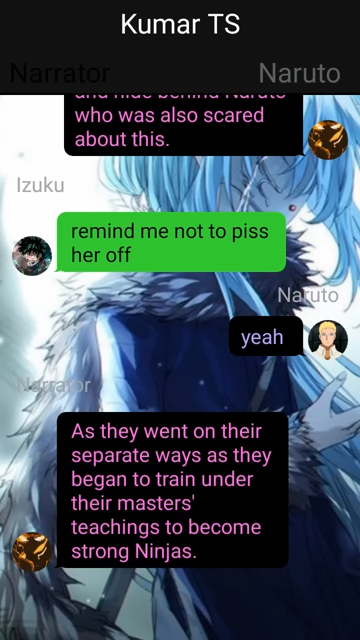 Kumar TS
Narrator
Naruto
and hide behind Naruto
who was also scared
about this.
Izuku
remind me not to piss
her off
Naruto
yeah
Narrator
As they went on their
separate ways as they
began to train under
their masters'
teachings to become
strong Ninjas.